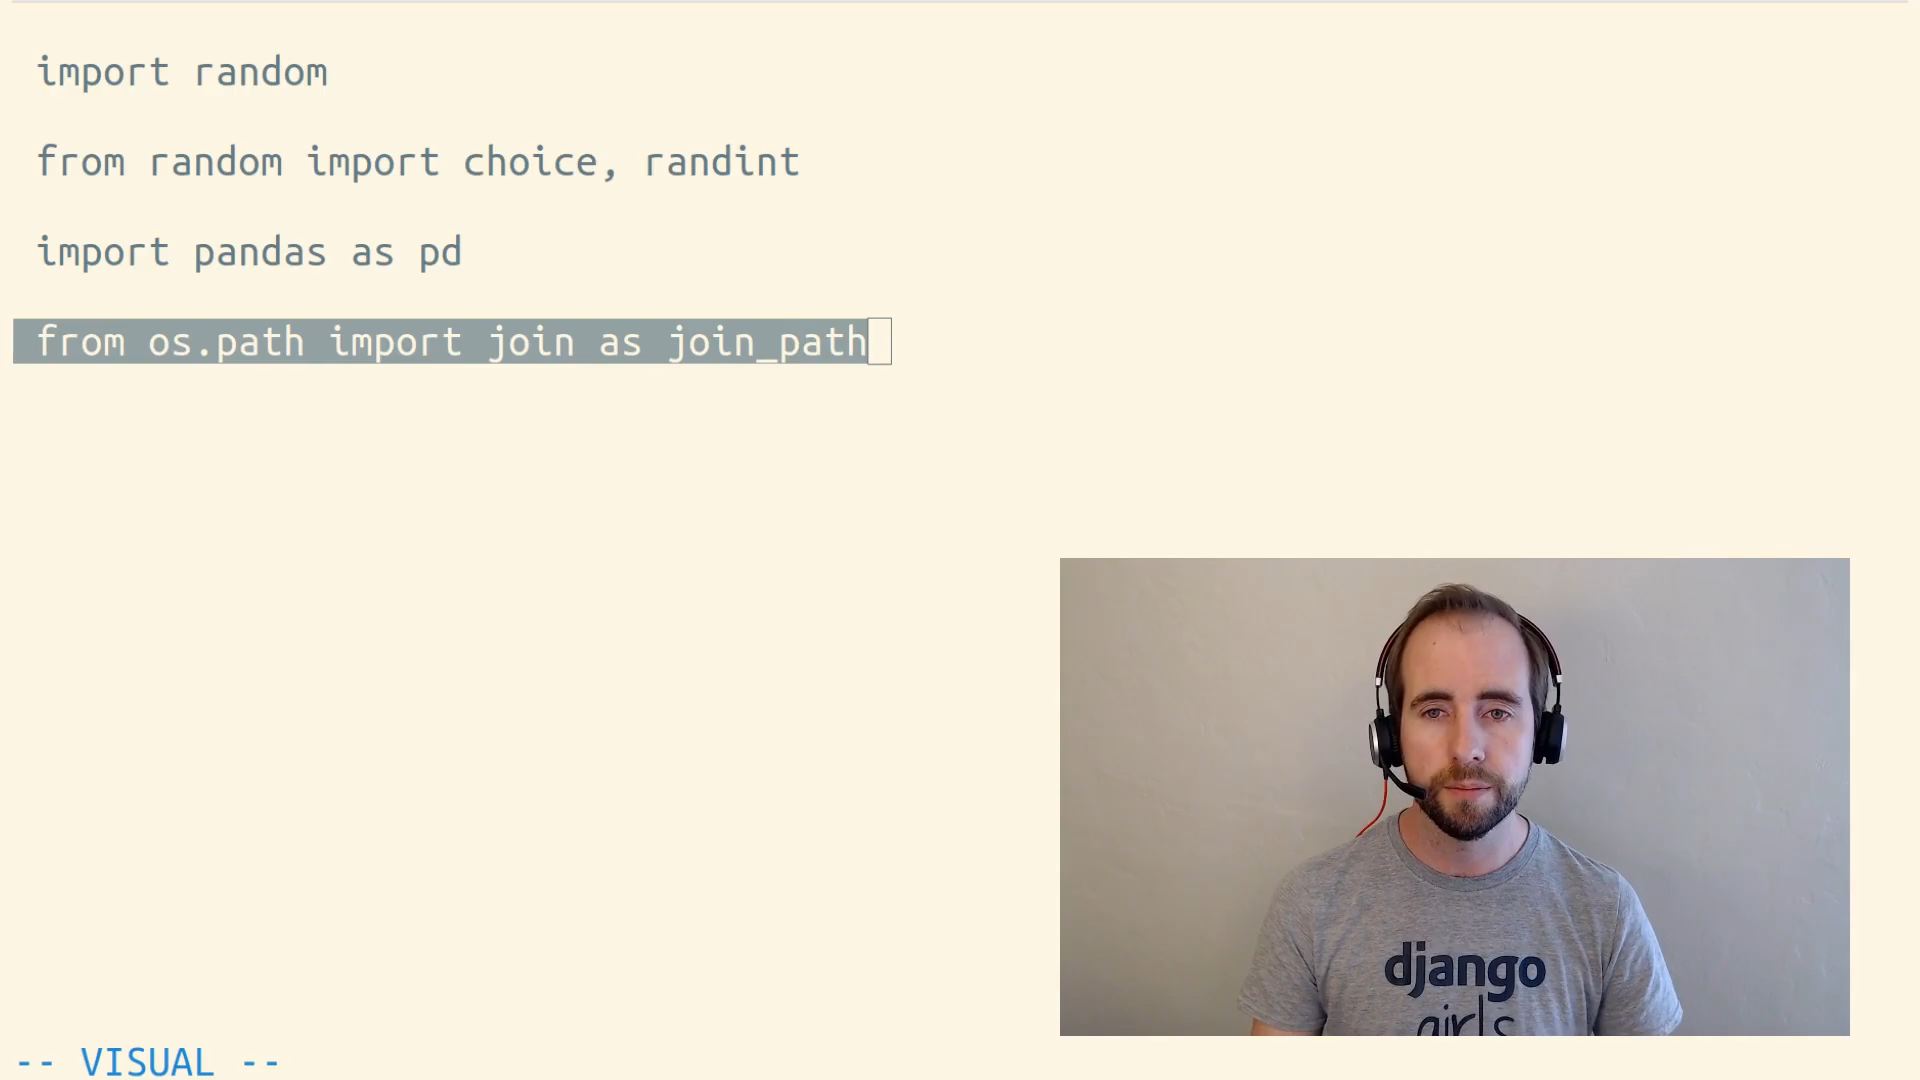 import random
from random import choice, randint
import pandas as pd
from os.path import join as join_path
django
girls
-- VISUAL --